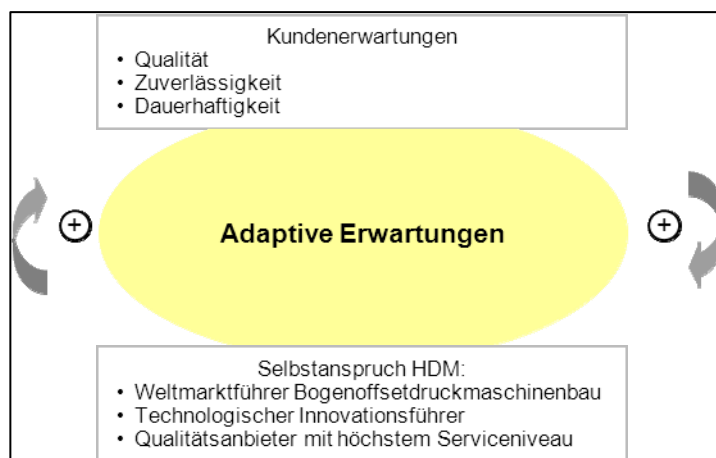 Kundenerwartungen
• Qualität
• Zuverlässigkeit
• Dauerhaftigkeit
+ Adaptive Erwartungen +
Selbstanspruch HDM:
• Weltmarktführer Bogenoffsetdruckmaschinenbau
• Technologischer Innovationsführer
• Qualitätsanbieter mit höchstem Serviceniveau